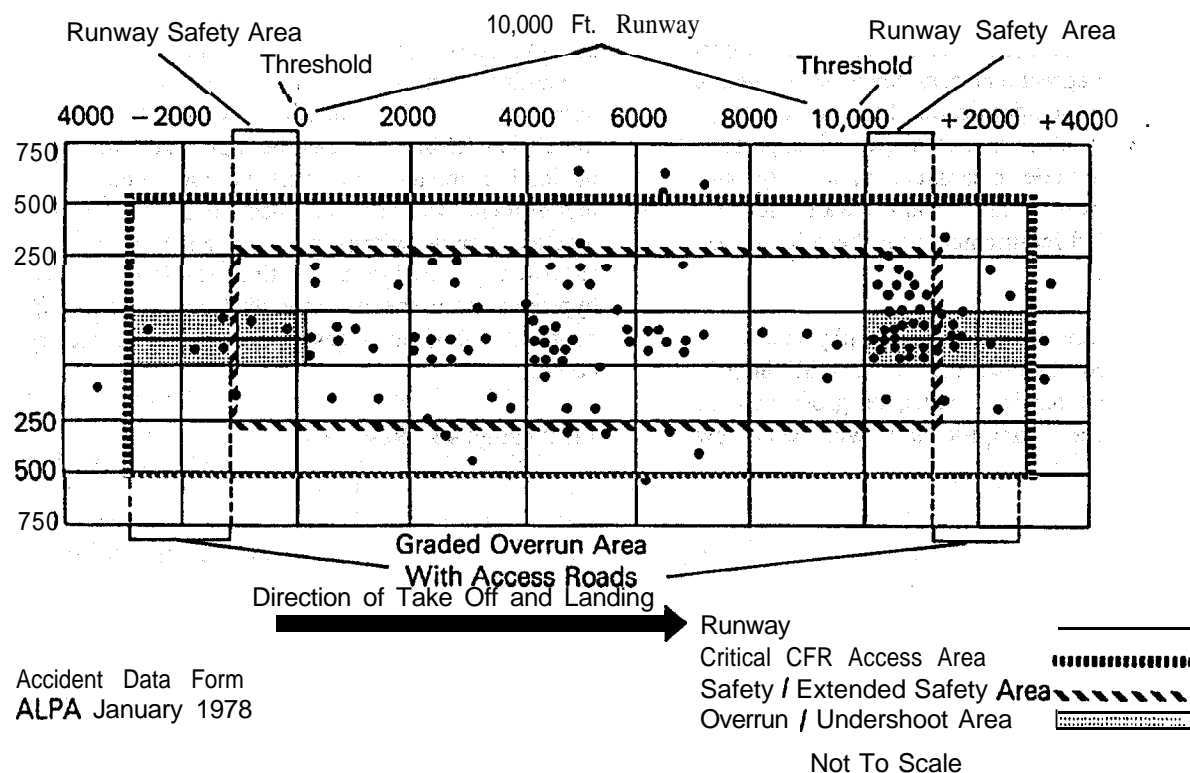 10,000 Ft. Runway
Runway Safety Area
Runway Safety Area
Threshold
Threshold
4000 -2000 0 2000 4000 6000 10,000 +2000 +4000
750
500
250
250
500
750
Graded Overrun Area
With Access Roads
Direction of Take Off and Landing
Runway
Critical CFR Access Area
Safety / Extended Safety Area
Overrun / Undershoot Area
Accident Data Form
ALPA January 1978
Not To Scale